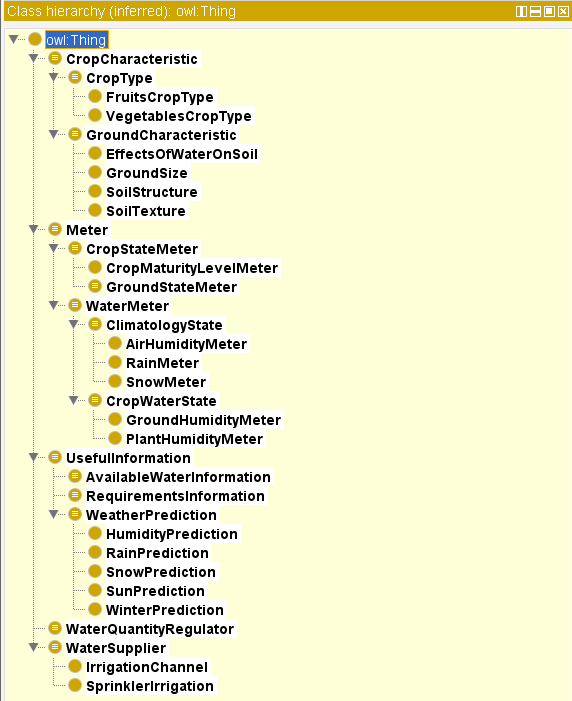 Class hierarchy (inferred): owl:Thing
owl:Thing
CropCharacteristic
CropType
FruitsCropType
VegetablesCropType
GroundCharacteristic
EffectsOfWaterOnSoil
GroundSize
SoilStructure
SoilTexture
Meter
CropStateMeter
CropMaturityLevelMeter
GroundStateMeter
WaterMeter
ClimatologyState
AirHumidityMeter
RainMeter
SnowMeter
CropWaterState
GroundHumidityMeter
PlantHumidityMeter
UsefulInformation
AvailableWaterInformation
RequirementsInformation
WeatherPrediction
HumidityPrediction
RainPrediction
SnowPrediction
SunPrediction
WinterPrediction
WaterQuantityRegulator
WaterSupplier
IrrigationChannel
SprinklerIrrigation